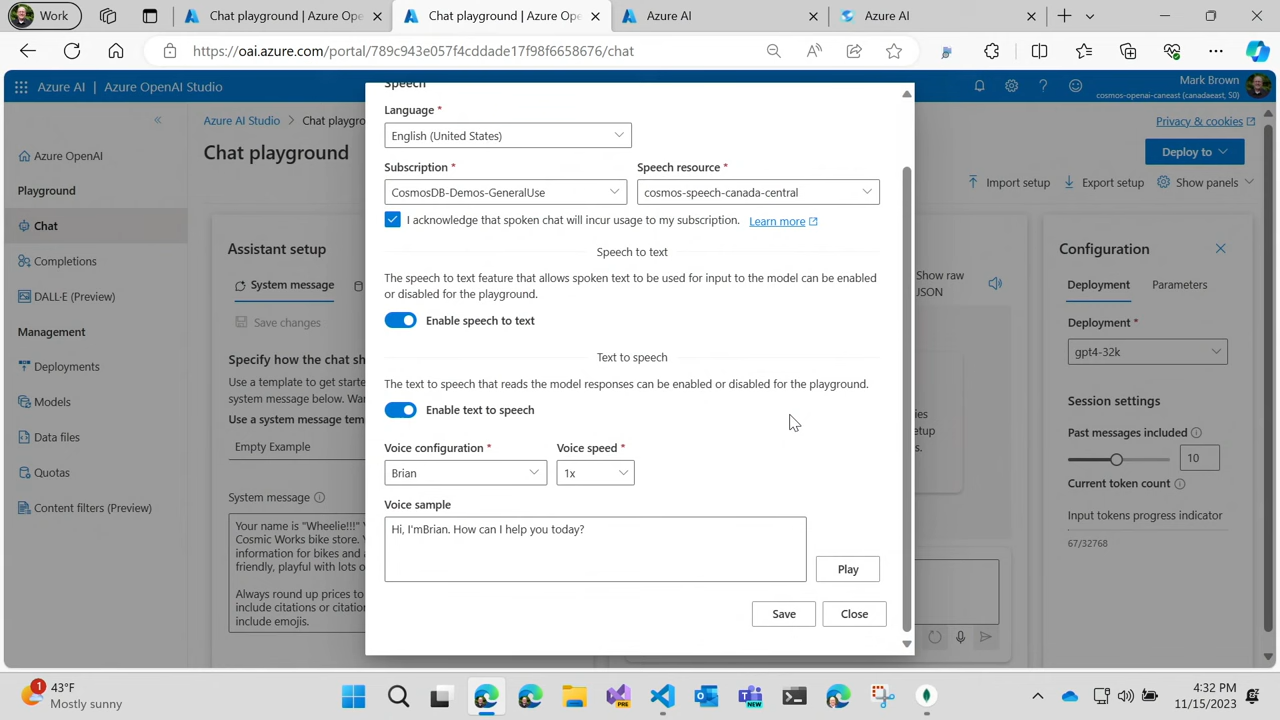 Work
Chat playground | Azure Ope
Chat playground | Azure Ope
Azure AI
Azure AI
https://oai.azure.com/portal/789c943e057f4cddade17f98f6658676/chat
Azure AI | Azure OpenAI Studio
Mark Brown
cosmos-openai-caneast (canadaeast, S0)
Azure AI Studio > Chat playgro
Privacy & cookies
Chat playground
Deploy to
Import setup
Export setup
Show panels
Azure OpenAI
Playground
Chat
Completions
DALL·E (Preview)
Management
Deployments
Models
Data files
Quotas
Content filters (Preview)
Assistant setup
System message
Save changes
Specify how the chat sh
Use a template to get starte
system message below. War
Use a system message tem
Empty Example
System message
Your name is "Wheelie!!!"
Cosmic Works bike store.
information for bikes and a
friendly, playful with lots o
Always round up prices to
include citations or citation
include emojis.
Speech
Language *
English (United States)
Subscription *
Speech resource *
CosmosDB-Demos-GeneralUse
cosmos-speech-canada-central
I acknowledge that spoken chat will incur usage to my subscription. Learn more
Speech to text
The speech to text feature that allows spoken text to be used for input to the model can be enabled
or disabled for the playground.
Enable speech to text
Text to speech
The text to speech that reads the model responses can be enabled or disabled for the playground.
Enable text to speech
Voice configuration *
Voice speed *
Brian
1x
Voice sample
Hi, I'mBrian. How can I help you today?
Play
Save
Close
Show raw
JSON
ies
etup
s.
Configuration
Deployment
Parameters
Deployment *
gpt4-32k
Session settings
Past messages included
10
Current token count
Input tokens progress indicator
67/32768
1
43°F
Mostly sunny
PRE
NEW
4:32 PM
11/15/2023